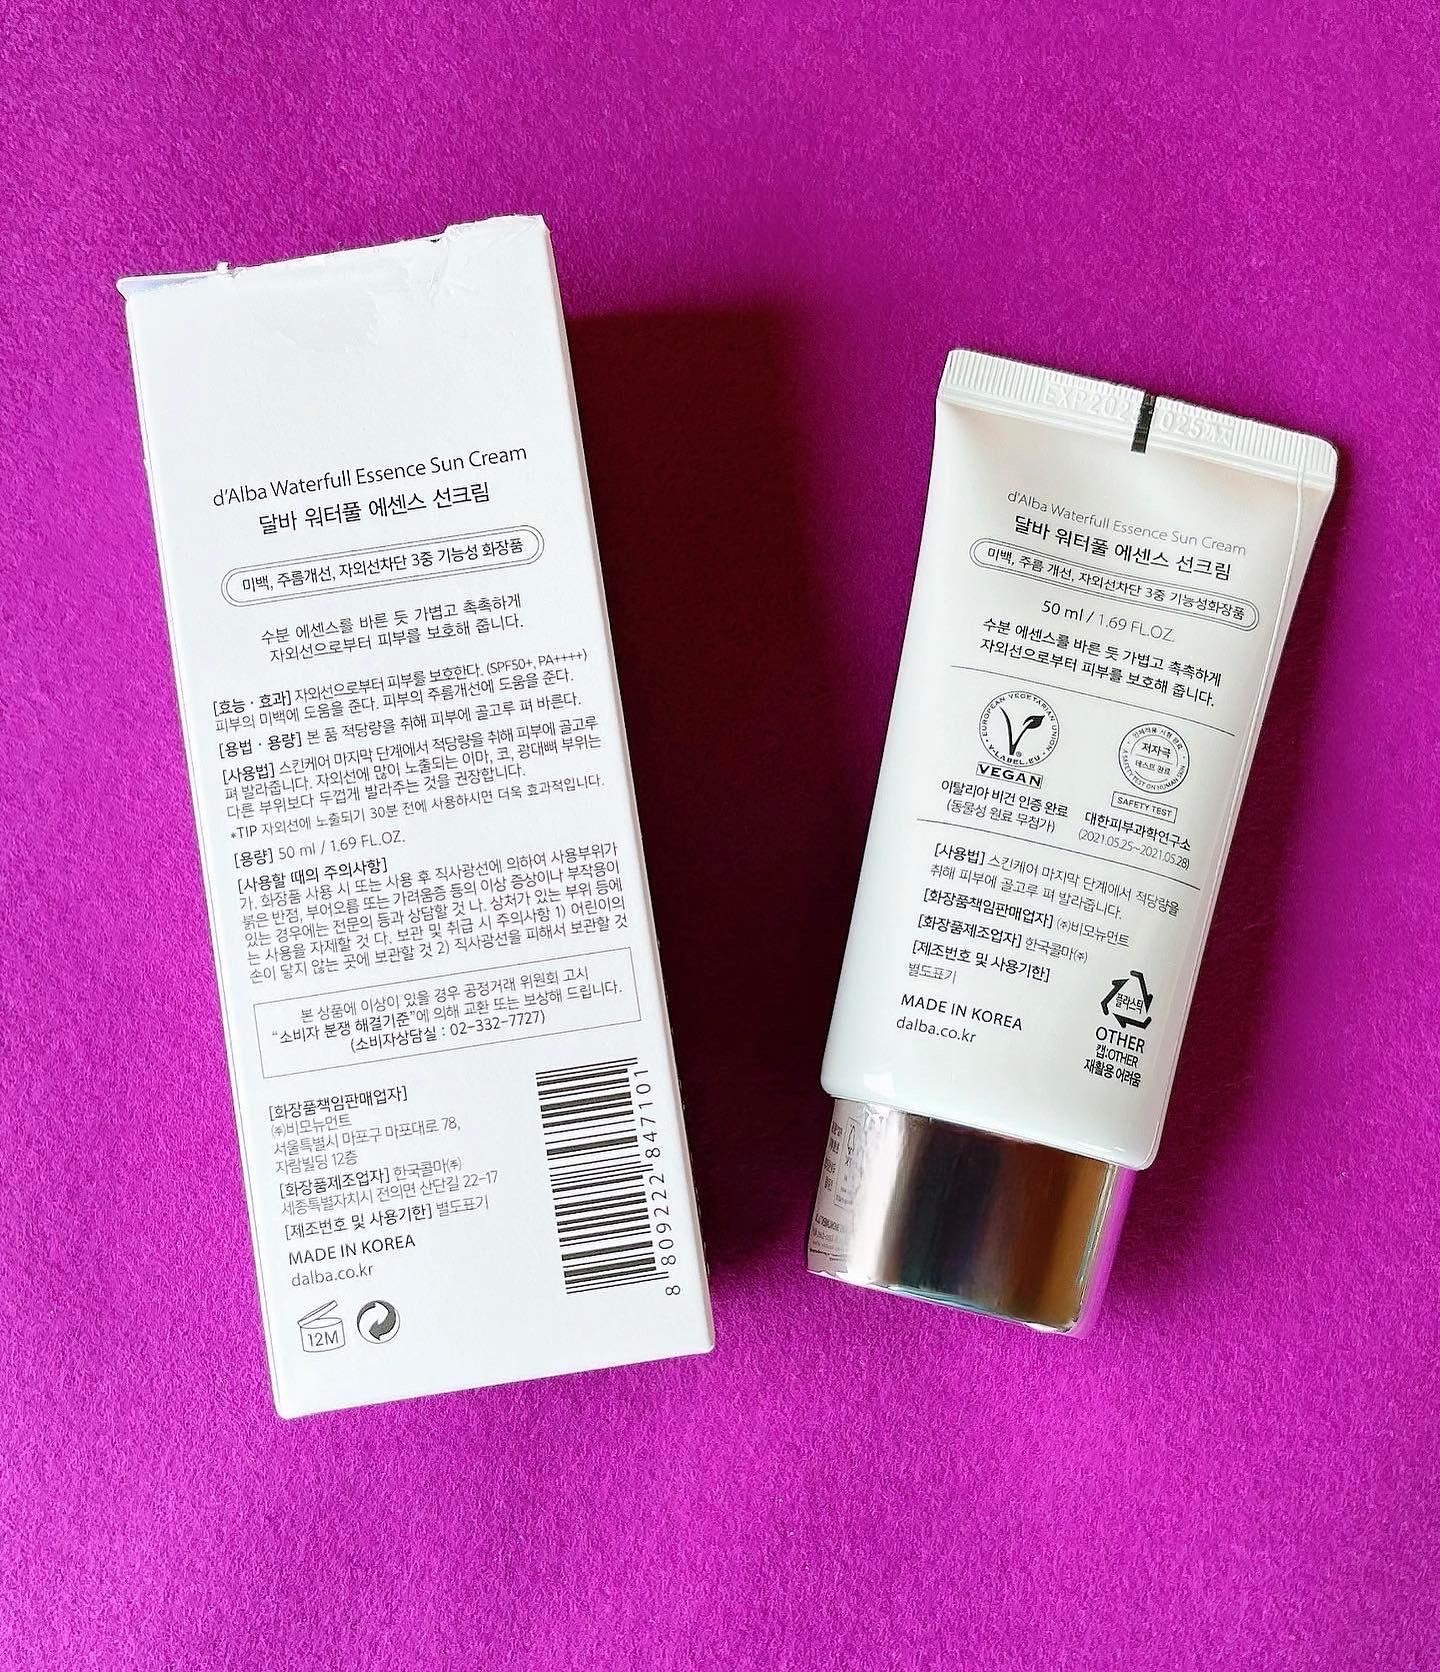 d'Alba Waterfull Essence Sun Cream
달바 워터풀 에센스 선크림
미백, 주름개선, 자외선차단 3중 기능성 화장품
수분 에센스를 바른 듯 가볍고 촉촉하게
자외선으로부터 피부를 보호해 줍니다.
[효능 · 효과] 자외선으로부터 피부를 보호한다. (SPF50+, PA++++)
피부의 미백에 도움을 준다. 피부의 주름개선에 도움을 준다.
[용법 · 용량] 본 품 적당량을 취해 피부에 골고루 펴 바른다.
[사용법] 스킨케어 마지막 단계에서 적당량을 취해 피부에 골고루
펴 발라줍니다. 자외선에 많이 노출되는 이마, 코, 광대뼈 부위는
다른 부위보다 두껍게 발라주는 것을 권장합니다.
*TIP 자외선에 노출되기 30분 전에 사용하시면 더욱 효과적입니다.
[용량] 50 ml / 1.69 FL.OZ.
[사용할 때의 주의사항]
가. 화장품 사용 시 또는 사용 후 직사광선에 의하여 사용부위가
붉은 반점, 부어오름 또는 가려움증 등의 이상 증상이나 부작용이
있는 경우에는 전문의 등과 상담할 것 나. 상처가 있는 부위 등에
는 사용을 자제할 것 다. 보관 및 취급 시 주의사항 1) 어린이의
손이 닿지 않는 곳에 보관할 것 2) 직사광선을 피해서 보관할 것
본 상품에 이상이 있을 경우 공정거래 위원회 고시
"소비자 분쟁 해결기준"에 의해 교환 또는 보상해 드립니다.
(소비자상담실 : 02-332-7727)
[화장품책임판매업자]
㈜비모뉴먼트
서울특별시 마포구 마포대로 78,
자람빌딩 12층
[화장품제조업자] 한국콜마㈜
세종특별자치시 전의면 산단길 22-17
[제조번호 및 사용기한] 별도표기
MADE IN KOREA
dalba.co.kr
12M
8 809222 847101
EXP202 025까지
d'Alba Waterfull Essence Sun Cream
달바 워터풀 에센스 선크림
미백, 주름 개선, 자외선차단 3중 기능성화장품
50 ml / 1.69 FL.OZ.
수분 에센스를 바른 듯 가볍고 촉촉하게
자외선으로부터 피부를 보호해 줍니다.
EUROPEAN VEGETARIAN UNION
V-LABEL.EU
VEGAN
이탈리아 비건 인증 완료
(동물성 원료 무첨가)
인체적용 시험 완료
저자극
테스트 완료
SAFETY TEST ON HUMAN SKIN
SAFETY TEST
대한피부과학연구소
(2021.05.25~2021.05.28)
[사용법] 스킨케어 마지막 단계에서 적당량을
취해 피부에 골고루 펴 발라줍니다.
[화장품책임판매업자] ㈜비모뉴먼트
[화장품제조업자] 한국콜마㈜
[제조번호 및 사용기한]
별도표기
MADE IN KOREA
dalba.co.kr
플라스틱
OTHER
캡:OTHER
재활용 어려움